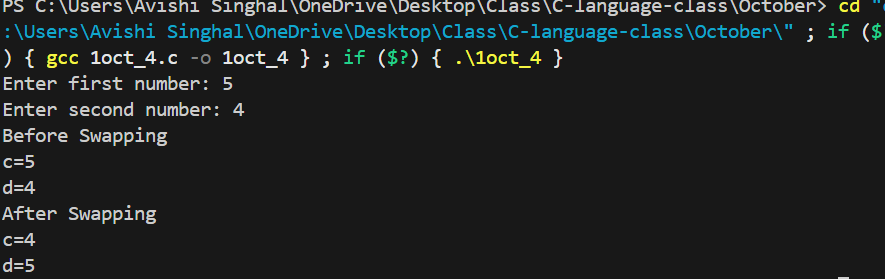 PS C:\Users\Avishi Singhal\OneDrive\Desktop\Class\C-language-class\October> cd "
:\Users\Avishi Singhal\OneDrive\Desktop\Class\C-language-class\October\" ; if ($
) { gcc 1oct_4.c -o 1oct_4 } ; if ($?) { .\1oct_4 }
Enter first number: 5
Enter second number: 4
Before Swapping
c=5
d=4
After Swapping
c=4
d=5